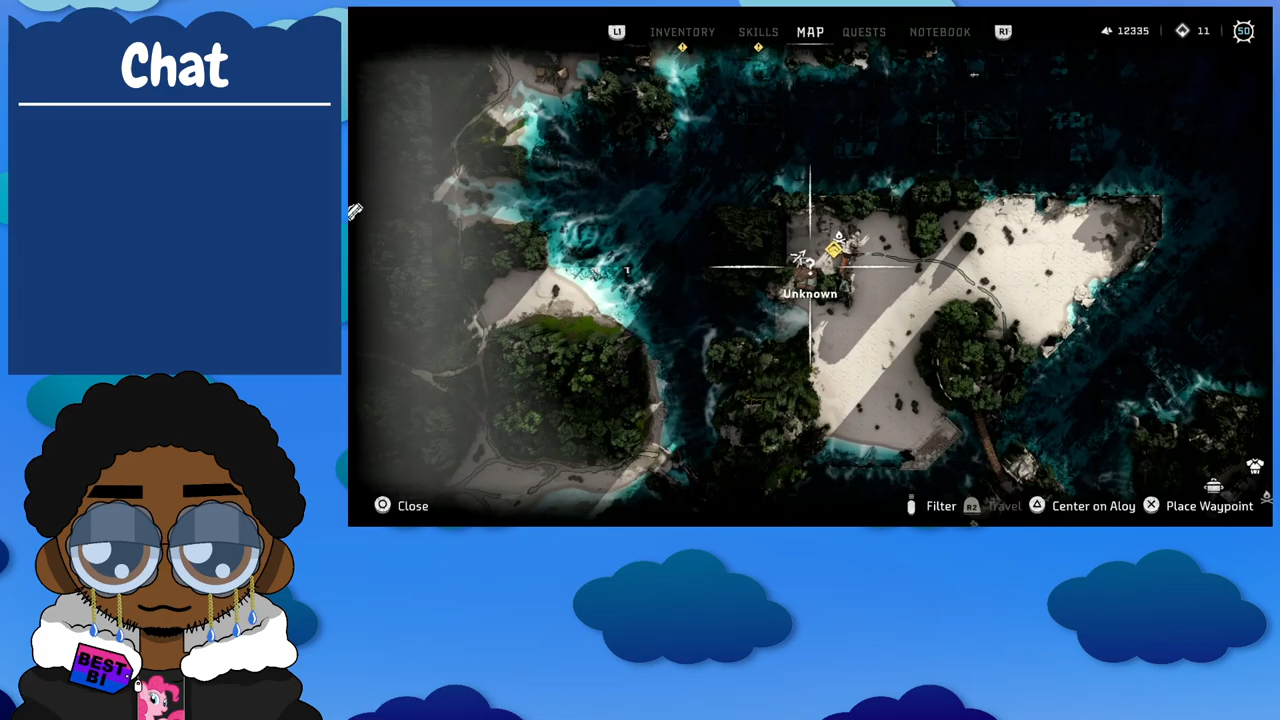 Chat
L1 INVENTORY SKILLS MAP QUESTS NOTEBOOK R1 12335 11 50
Unknown
Close Filter R2 Travel Center on Aloy Place Waypoint
BEST
BI